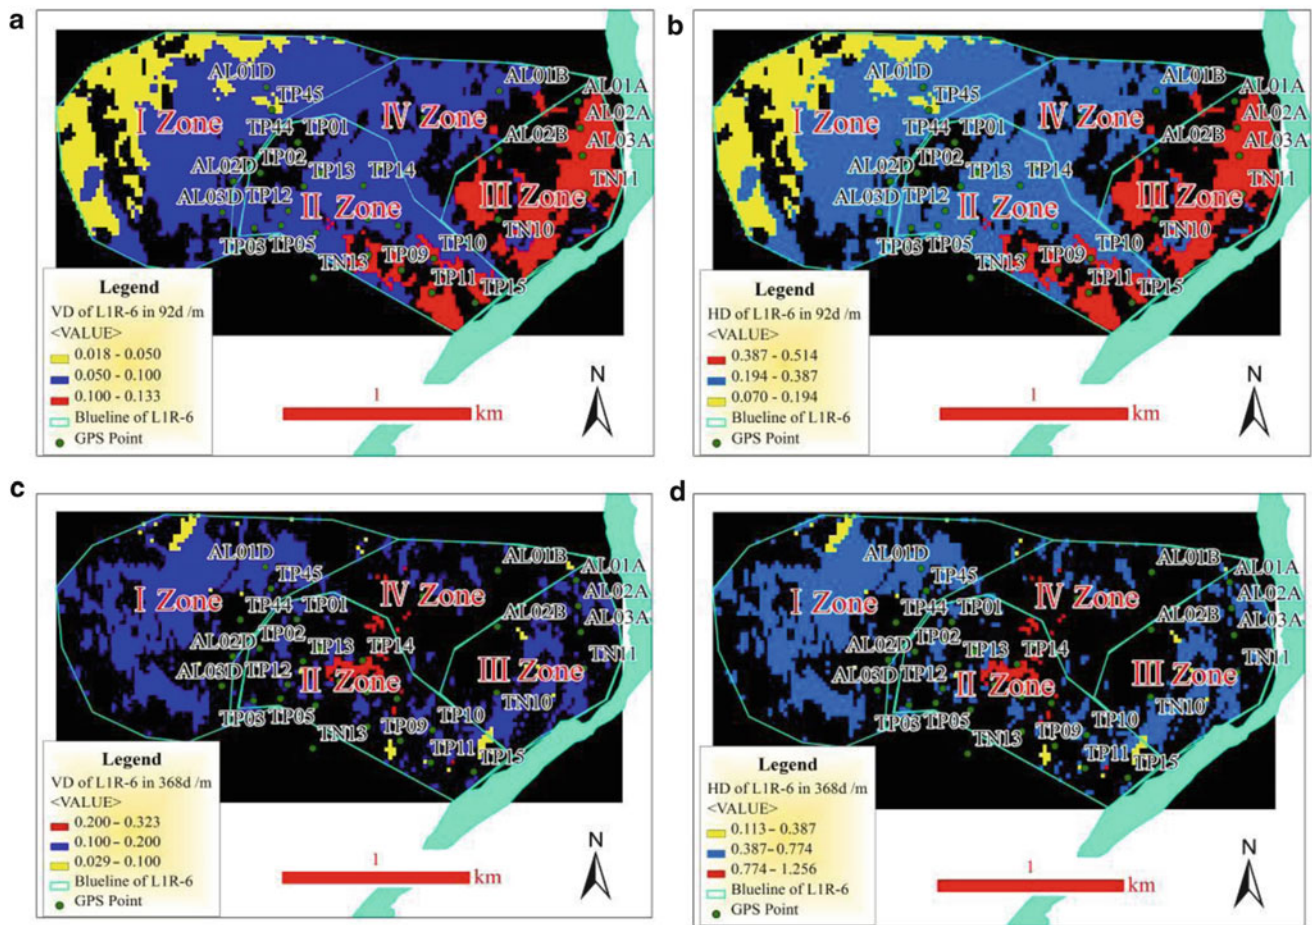 a
AL01D
TP45
I Zone
TP44 TP01
IV Zone
AL01B
AL01A
AL02A
AL02B
AL03A
TP02
AL02D
TP13
TP14
TN11
AL03D
TP12
II Zone
III Zone
TN10
TP03
TP05
TN13
TP09
TP10
TP11
TP15
Legend
VD of L1R-6 in 92d /m
<VALUE>
0.018 - 0.050
0.050 - 0.100
0.100 - 0.133
Blueline of L1R-6
GPS Point
1
km
N
b
AL01D
TP45
I Zone
TP44 TP01
IV Zone
AL01B
AL01A
AL02A
AL02B
AL03A
TP02
AL02D
TP13
TP14
TN11
AL03D
TP12
II Zone
III Zone
TN10
TP03
TP05
TN13
TP09
TP10
TP11
TP15
Legend
HD of L1R-6 in 92d /m
<VALUE>
0.387 - 0.514
0.194 - 0.387
0.070 - 0.194
Blueline of L1R-6
GPS Point
1
km
N
c
AL01D
TP45
I Zone
TP44 TP01
IV Zone
AL01B
AL01A
AL02A
AL02B
AL03A
TP02
AL02D
TP13
TP14
TN11
AL03D
TP12
II Zone
III Zone
TN10
TP03
TP05
TN13
TP09
TP10
TP11
TP15
Legend
VD of L1R-6 in 368d /m
<VALUE>
0.200 - 0.323
0.100 - 0.200
0.029 - 0.100
Blueline of L1R-6
GPS Point
1
km
N
d
AL01D
TP45
I Zone
TP44 TP01
IV Zone
AL01B
AL01A
AL02A
AL02B
AL03A
TP02
AL02D
TP13
TP14
TN11
AL03D
TP12
II Zone
III Zone
TN10
TP03
TP05
TN13
TP09
TP10
TP11
TP15
Legend
HD of L1R-6 in 368d /m
<VALUE>
0.113 - 0.387
0.387 - 0.774
0.774 - 1.256
Blueline of L1R-6
GPS Point
1
km
N